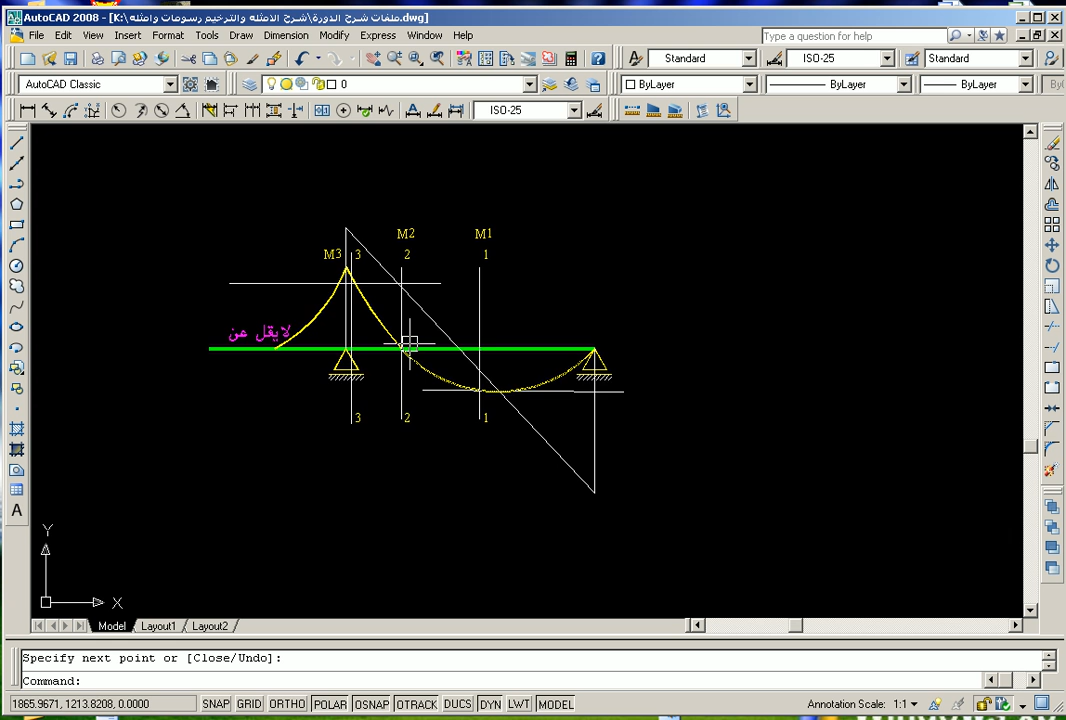 AutoCAD 2008 - [K:\ملفات شرح الدورة\شرح الامثله والترخيم رسومات وامثله.dwg]
File Edit View Insert Format Tools Draw Dimension Modify Express Window Help Type a question for help
Standard ISO-25 Standard
AutoCAD Classic 0 ByLayer ByLayer ByLayer
ISO-25
M2 M1
M3 3 2 1
لايقل عن
3 2 1
Y
X
Model Layout1 Layout2
Specify next point or [Close/Undo]:
Command:
1865.9671, 1213.8208, 0.0000 SNAP GRID ORTHO POLAR OSNAP OTRACK DUCS DYN LWT MODEL Annotation Scale: 1:1